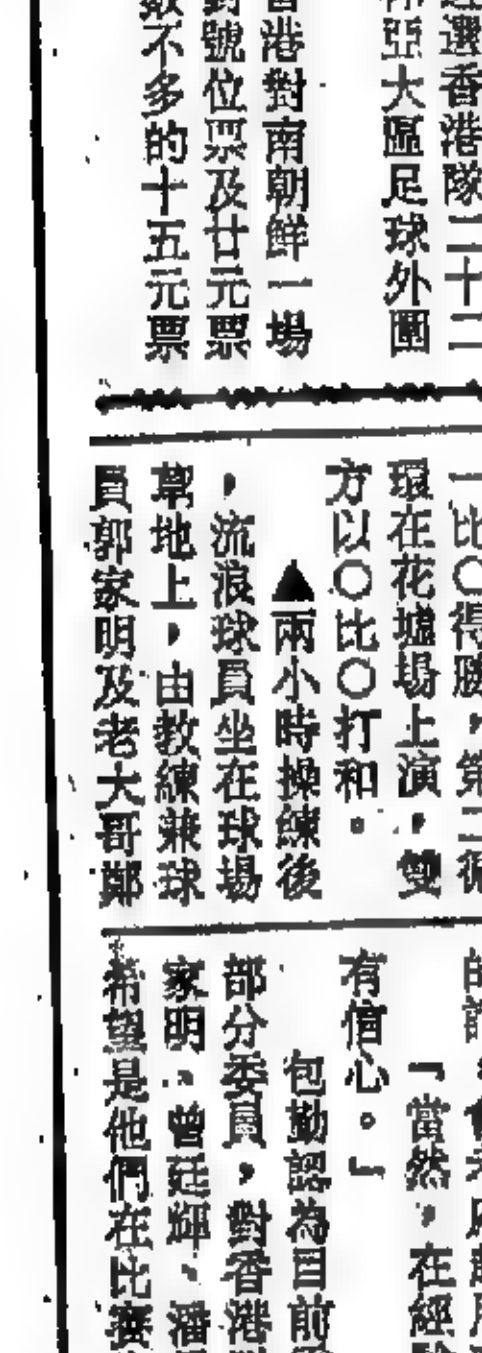 選香港隊二十二
亞大區足球外圍
港對南朝鮮一場
對號位票及廿元票
數不多的十五元票
一比〇得勝，第二循
環在花墟場上演，雙
方以〇比〇打和。
▲兩小時操練後
，流浪球員坐在球場
草地上，由教練兼球
員郭家明及老大哥鄭
「當然，在經
有信心。」
包勳認為目前
部分委員，對香港
家明、曾廷輝、潘
希望是他們在比賽